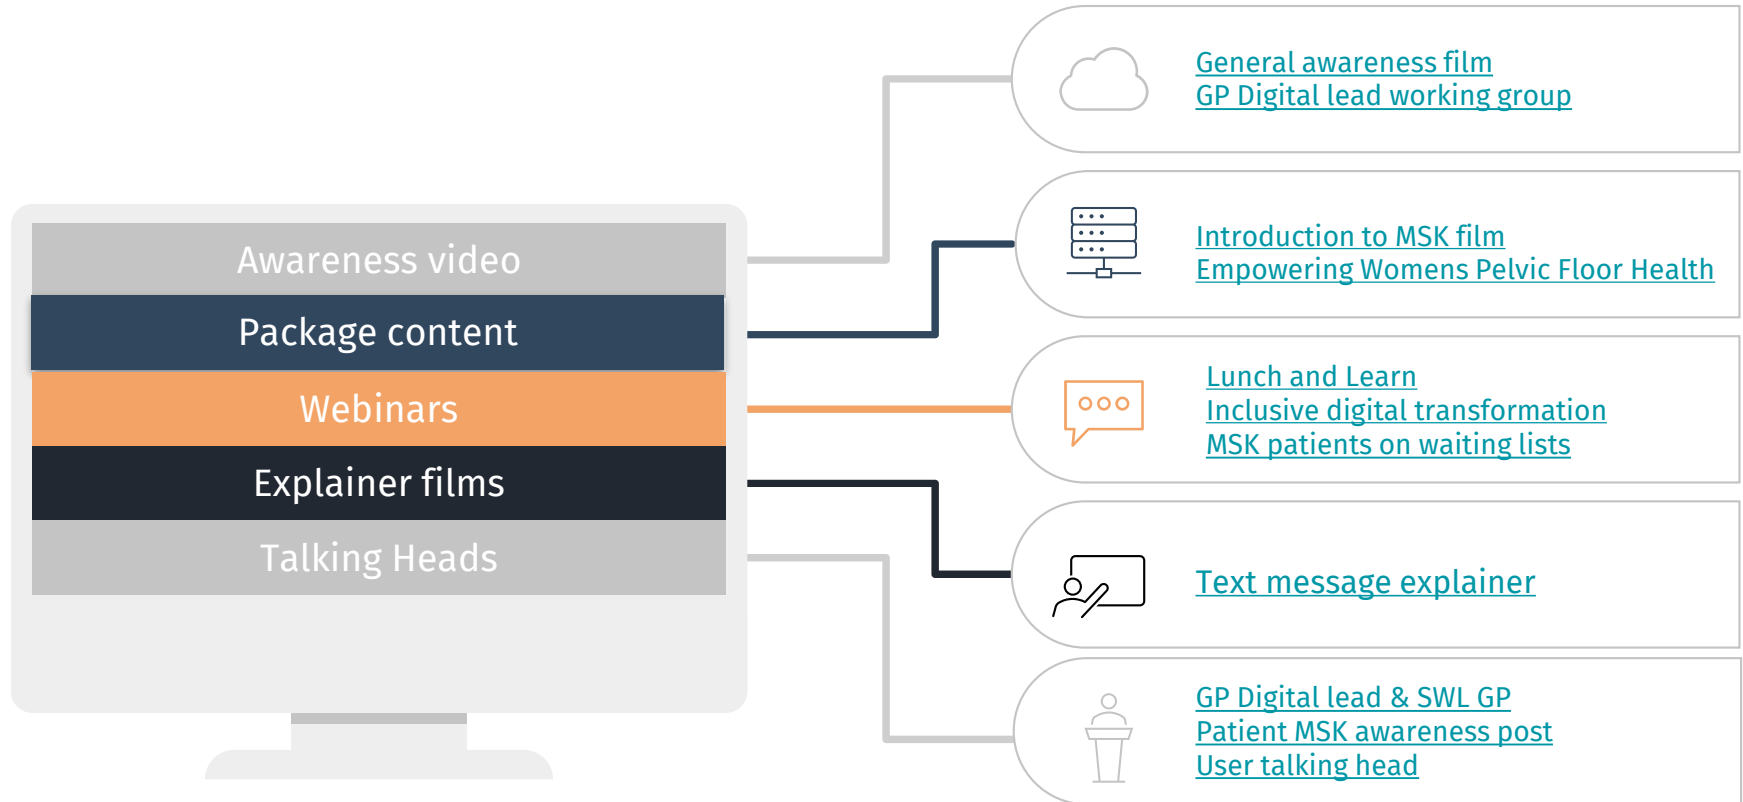 Awareness video
Package content
Webinars
Explainer films
Talking Heads
General awareness film
GP Digital lead working group
Introduction to MSK film
Empowering Womens Pelvic Floor Health
Lunch and Learn
Inclusive digital transformation
MSK patients on waiting lists
Text message explainer
GP Digital lead & SWL GP
Patient MSK awareness post
User talking head